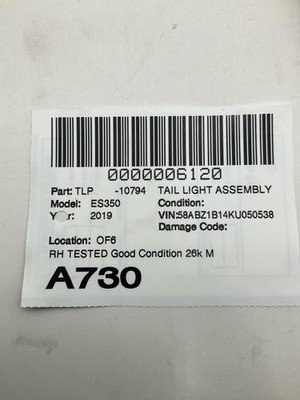 0000006120
Part: TLP -10794 TAIL LIGHT ASSEMBLY
Model: ES350 Condition:
2019 VIN:58ABZ1B14KU050538
Damage Code:
Location: OF6
RH TESTED Good Condition 26k M
A730